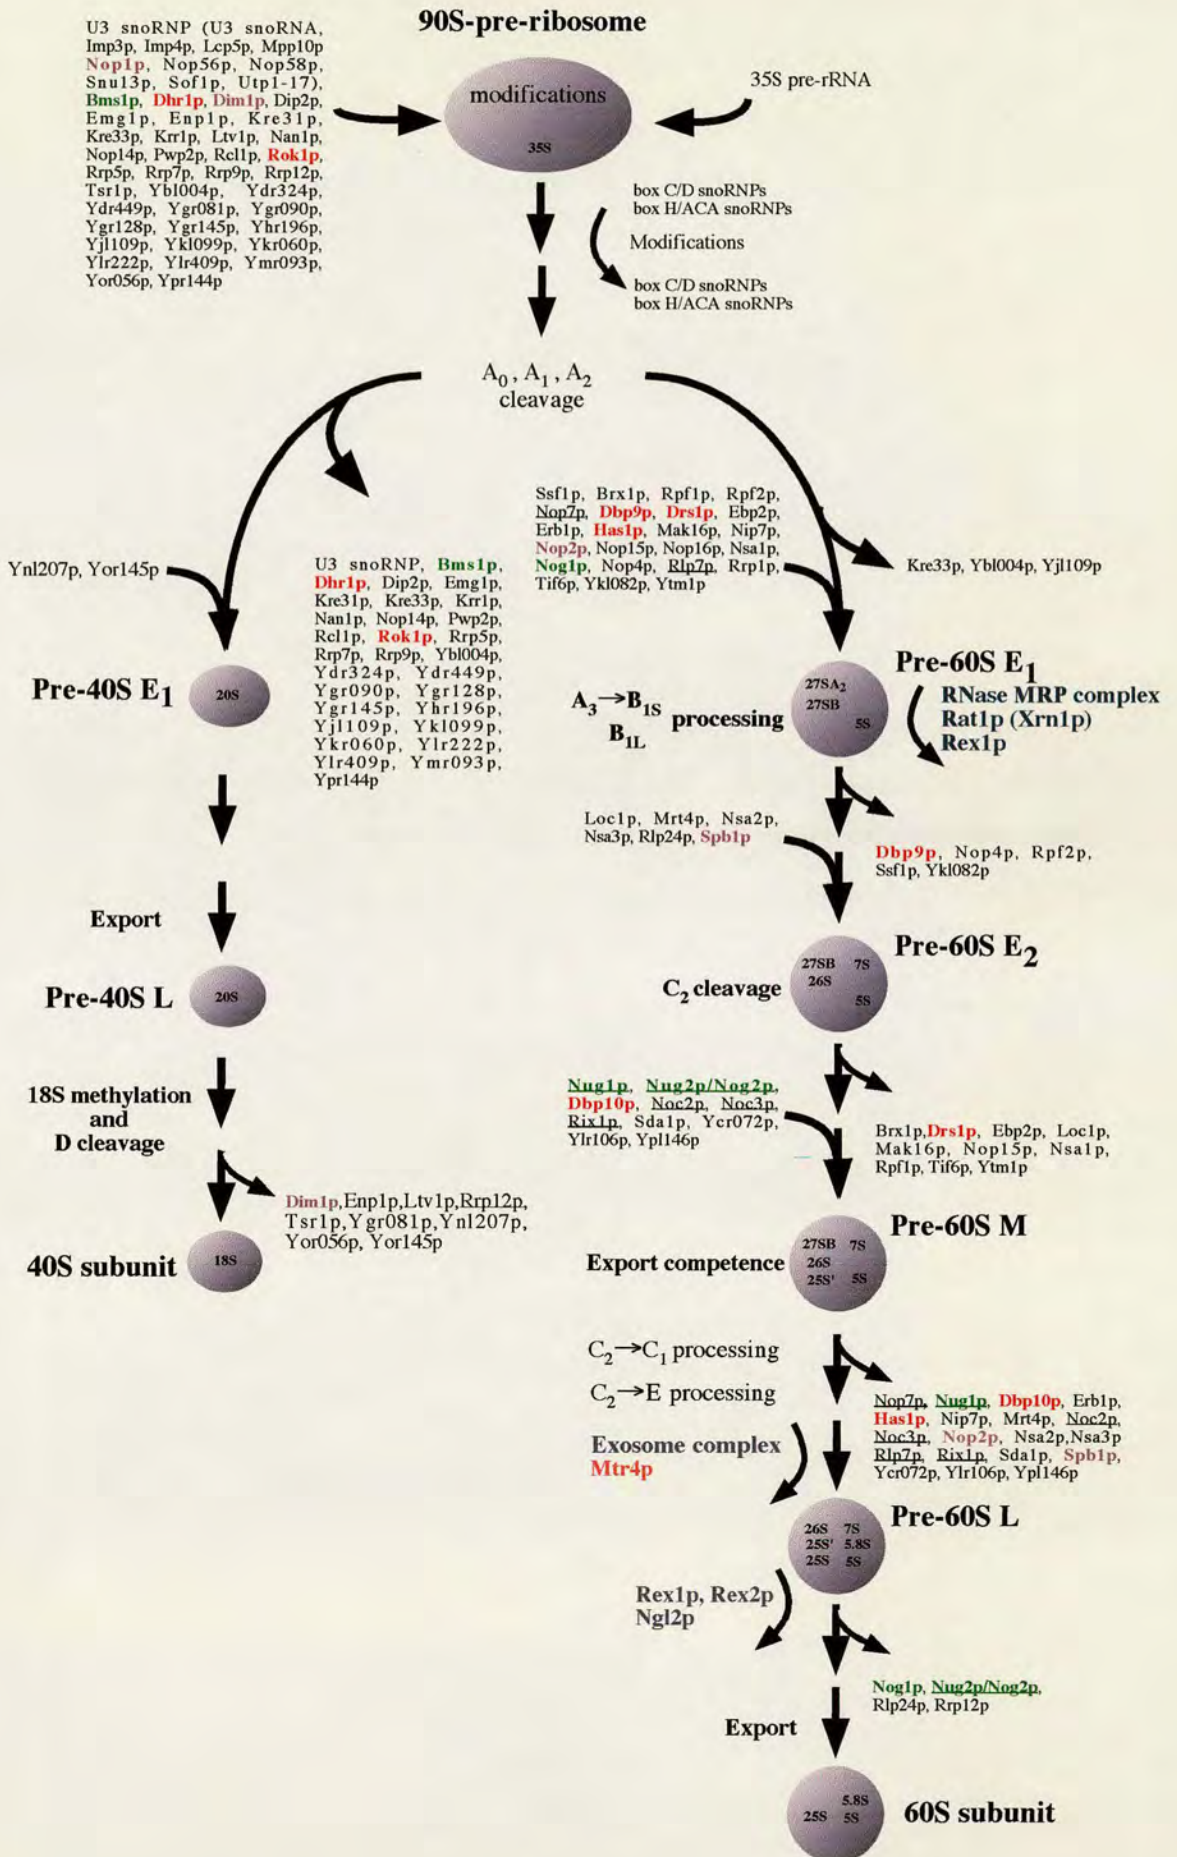 90S-pre-ribosome
U3 snoRNP (U3 snoRNA,
Imp3p, Imp4p, Lcp5p, Mpp10p
Nop1p, Nop56p, Nop58p,
Snu13p, Sof1p, Utp1-17),
Bms1p, Dhr1p, Dim1p, Dip2p,
Emg1p, Enp1p, Kre31p,
Kre33p, Krr1p, Ltv1p, Nan1p,
Nop14p, Pwp2p, Rcl1p, Rok1p,
Rrp5p, Rrp7p, Rrp9p, Rrp12p,
Tsr1p, Ybl004p, Ydr324p,
Ydr449p, Ygr081p, Ygr090p,
Ygr128p, Ygr145p, Yhr196p,
Yjl109p, Ykl099p, Ykr060p,
Ylr222p, Ylr409p, Ymr093p,
Yor056p, Ypr144p
modifications
35S
35S pre-rRNA
box C/D snoRNPs
box H/ACA snoRNPs
Modifications
box C/D snoRNPs
box H/ACA snoRNPs
A0 , A1 , A2
cleavage
Ynl207p, Yor145p
U3 snoRNP, Bms1p,
Dhr1p, Dip2p, Emg1p,
Kre31p, Kre33p, Krr1p,
Nan1p, Nop14p, Pwp2p,
Rcl1p, Rok1p, Rrp5p,
Rrp7p, Rrp9p, Ybl004p,
Ydr324p, Ydr449p,
Ygr090p, Ygr128p,
Ygr145p, Yhr196p,
Yjl109p, Ykl099p,
Ykr060p, Ylr222p,
Ylr409p, Ymr093p,
Ypr144p
Pre-40S E1
20S
Export
Pre-40S L
20S
18S methylation
and
D cleavage
Dim1p,Enp1p,Ltv1p,Rrp12p,
Tsr1p,Ygr081p,Ynl207p,
Yor056p, Yor145p
40S subunit
18S
Ssf1p, Brx1p, Rpf1p, Rpf2p,
Nop7p, Dbp9p, Drs1p, Ebp2p,
Erb1p, Has1p, Mak16p, Nip7p,
Nop2p, Nop15p, Nop16p, Nsa1p,
Nog1p, Nop4p, Rlp7p, Rrp1p,
Tif6p, Ykl082p, Ytm1p
Kre33p, Ybl004p, Yjl109p
Pre-60S E1
27SA2
27SB
5S
A3→B1S
B1L
processing
RNase MRP complex
Rat1p (Xrn1p)
Rex1p
Loc1p, Mrt4p, Nsa2p,
Nsa3p, Rlp24p, Spb1p
Dbp9p, Nop4p, Rpf2p,
Ssf1p, Ykl082p
Pre-60S E2
27SB 7S
26S
5S
C2 cleavage
Nug1p, Nug2p/Nog2p,
Dbp10p, Noc2p, Noc3p,
Rix1p, Sda1p, Ycr072p,
Ylr106p, Ypl146p
Brx1p,Drs1p, Ebp2p, Loc1p,
Mak16p, Nop15p, Nsa1p,
Rpf1p, Tif6p, Ytm1p
Pre-60S M
27SB 7S
26S
25S' 5S
Export competence
C2→C1 processing
C2→E processing
Exosome complex
Mtr4p
Nop7p, Nug1p, Dbp10p, Erb1p,
Has1p, Nip7p, Mrt4p, Noc2p,
Noc3p, Nop2p, Nsa2p,Nsa3p
Rlp7p, Rix1p, Sda1p, Spb1p,
Ycr072p, Ylr106p, Ypl146p
Pre-60S L
26S 7S
25S' 5.8S
25S 5S
Rex1p, Rex2p
Ngl2p
Nog1p, Nug2p/Nog2p,
Rlp24p, Rrp12p
Export
5.8S
25S 5S
60S subunit